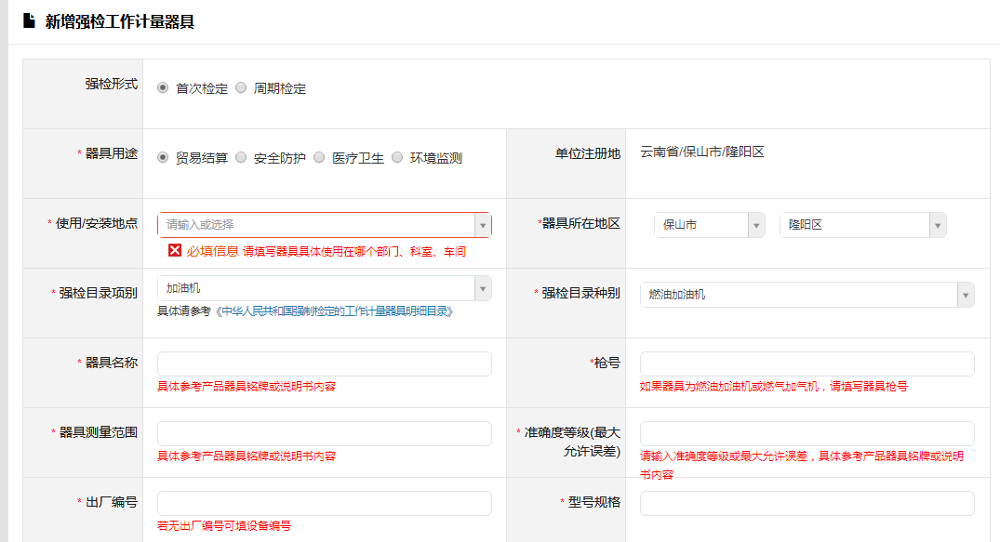 新增强检工作计量器具
强检形式
首次检定 周期检定
* 器具用途
贸易结算 安全防护 医疗卫生 环境监测
单位注册地
云南省/保山市/隆阳区
* 使用/安装地点
请输入或选择
必填信息 请填写器具具体使用在哪个部门、科室、车间
*器具所在地区
保山市
隆阳区
* 强检目录项别
加油机
具体请参考《中华人民共和国强制检定的工作计量器具明细目录》
* 强检目录种别
燃油加油机
* 器具名称
具体参考产品器具铭牌或说明书内容
*枪号
如果器具为燃油加油机或燃气加气机，请填写器具枪号
* 器具测量范围
具体参考产品器具铭牌或说明书内容
* 准确度等级(最大
允许误差)
请输入准确度等级或最大允许误差，具体参考产品器具铭牌或说明
书内容
* 出厂编号
若无出厂编号可填设备编号
* 型号规格